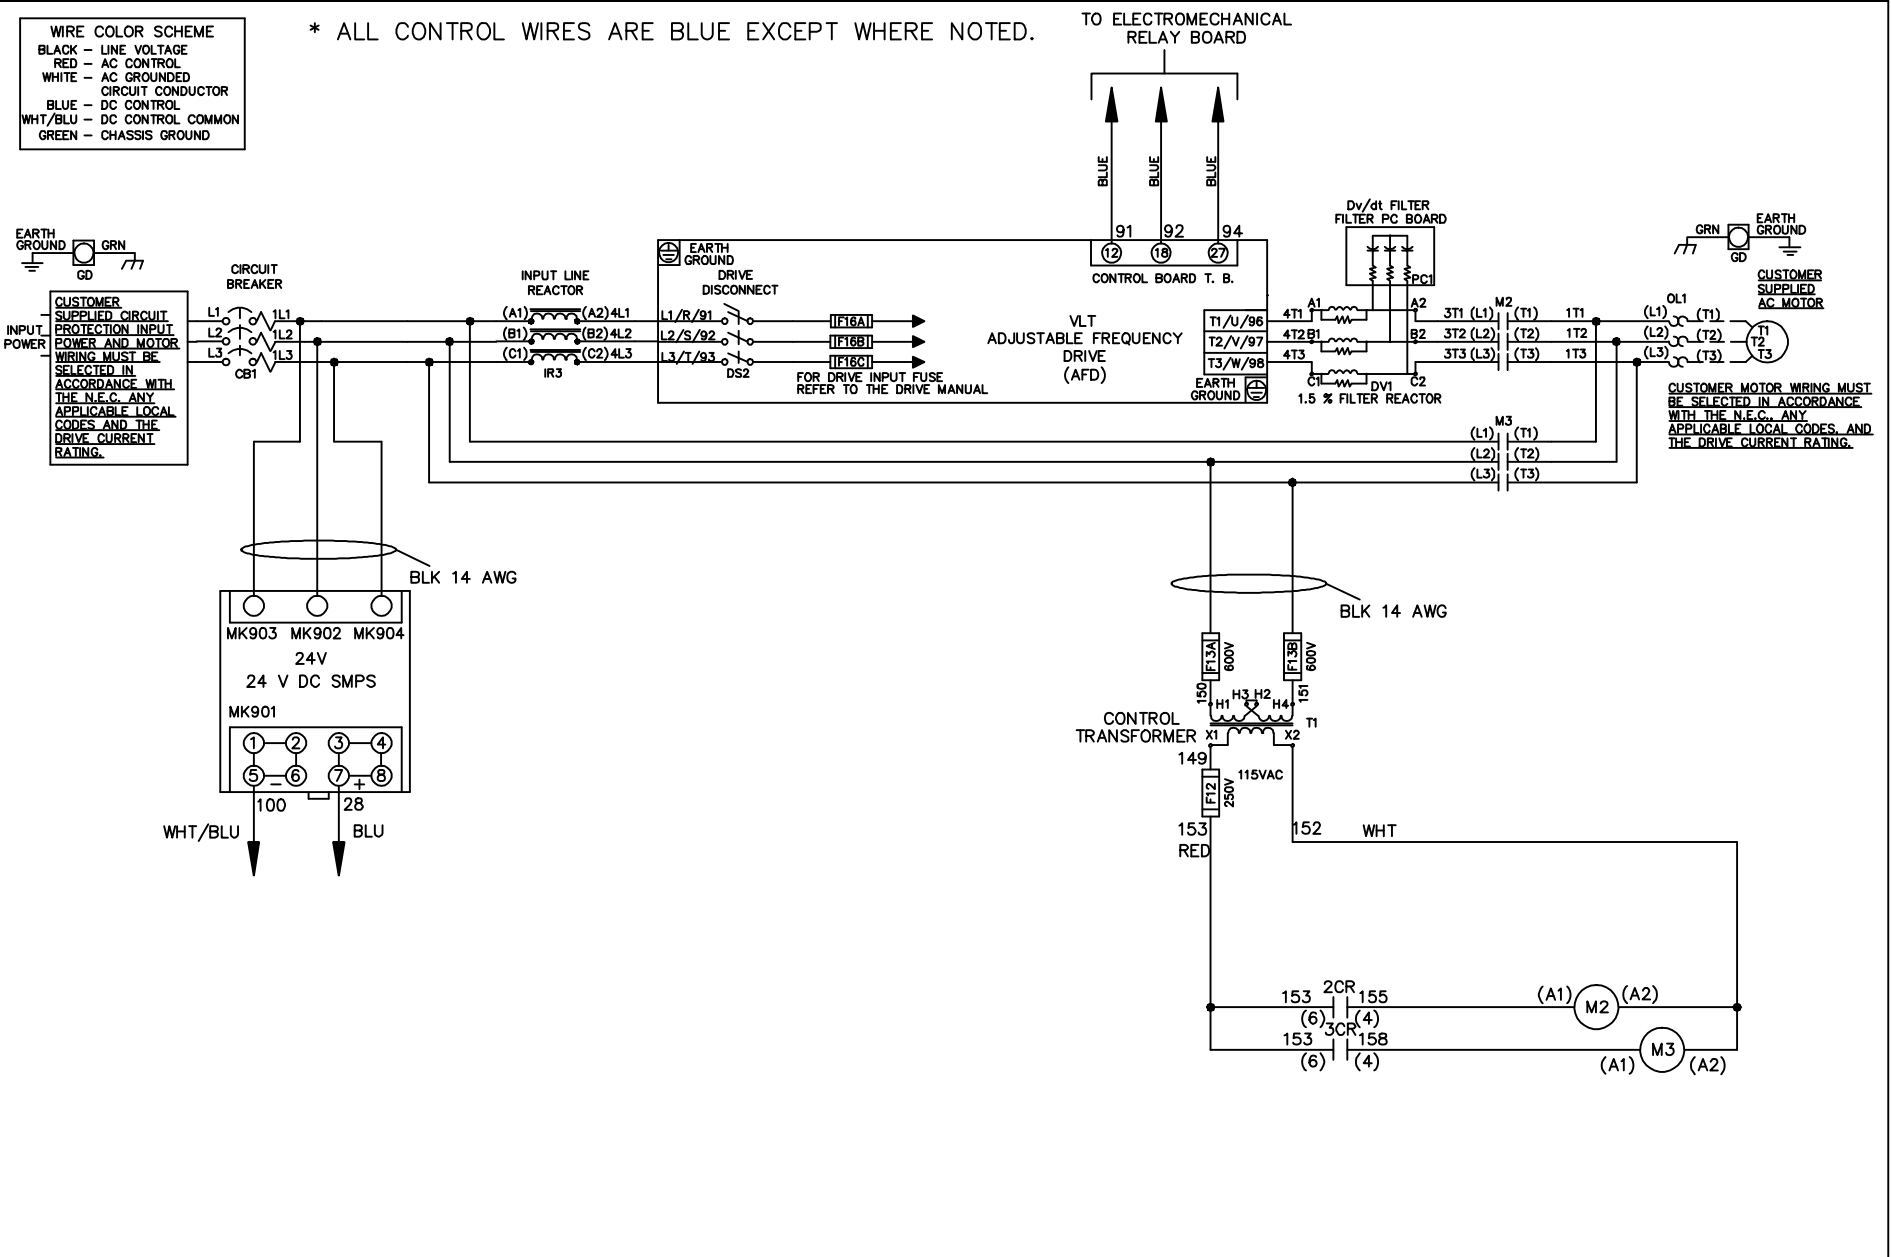 WIRE COLOR SCHEME
BLACK – LINE VOLTAGE
RED – AC CONTROL
WHITE – AC GROUNDED
CIRCUIT CONDUCTOR
BLUE – DC CONTROL
WHT/BLU – DC CONTROL COMMON
GREEN – CHASSIS GROUND
* ALL CONTROL WIRES ARE BLUE EXCEPT WHERE NOTED.
TO ELECTROMECHANICAL
RELAY BOARD
BLUE
BLUE
BLUE
91
92
94
12
18
27
CONTROL BOARD T. B.
EARTH
GROUND
GRN
GD
INPUT
POWER
CUSTOMER
SUPPLIED CIRCUIT
PROTECTION INPUT
POWER AND MOTOR
WIRING MUST BE
SELECTED IN
ACCORDANCE WITH
THE N.E.C. ANY
APPLICABLE LOCAL
CODES AND THE
DRIVE CURRENT
RATING.
CIRCUIT
BREAKER
L1
L2
L3
1L1
1L2
1L3
CB1
INPUT LINE
REACTOR
(A1)
(A2)
4L1
(B1)
(B2)
4L2
(C1)
(C2)
4L3
IR3
EARTH
GROUND
DRIVE
DISCONNECT
L1/R/91
L2/S/92
L3/T/93
DS2
F16A
F16B
F16C
FOR DRIVE INPUT FUSE
REFER TO THE DRIVE MANUAL
VLT
ADJUSTABLE FREQUENCY
DRIVE
(AFD)
T1/U/96
T2/V/97
T3/W/98
EARTH
GROUND
4T1
4T2
4T3
A1
A2
B1
B2
C1
C2
DV1
1.5 % FILTER REACTOR
Dv/dt FILTER
FILTER PC BOARD
PC1
M2
3T1 (L1) (T1) 1T1
3T2 (L2) (T2) 1T2
3T3 (L3) (T3) 1T3
OL1
(L1) (T1)
(L2) (T2)
(L3) (T3)
T1
T2
T3
GRN
GD
EARTH
GROUND
CUSTOMER
SUPPLIED
AC MOTOR
CUSTOMER MOTOR WIRING MUST
BE SELECTED IN ACCORDANCE
WITH THE N.E.C., ANY
APPLICABLE LOCAL CODES, AND
THE DRIVE CURRENT RATING.
M3
(L1) (T1)
(L2) (T2)
(L3) (T3)
BLK 14 AWG
MK903 MK902 MK904
24V
24 V DC SMPS
MK901
1 2 3 4
5 – 6 7 + 8
100
28
WHT/BLU
BLU
BLK 14 AWG
F13A
600V
F13B
600V
150
151
H1
H3
H2
H4
T1
CONTROL
TRANSFORMER
X1
X2
149
115VAC
F12
250V
153
RED
152
WHT
2CR
153
155
(6)
(4)
(A1)
M2
(A2)
3CR
153
158
(6)
(4)
(A1)
M3
(A2)